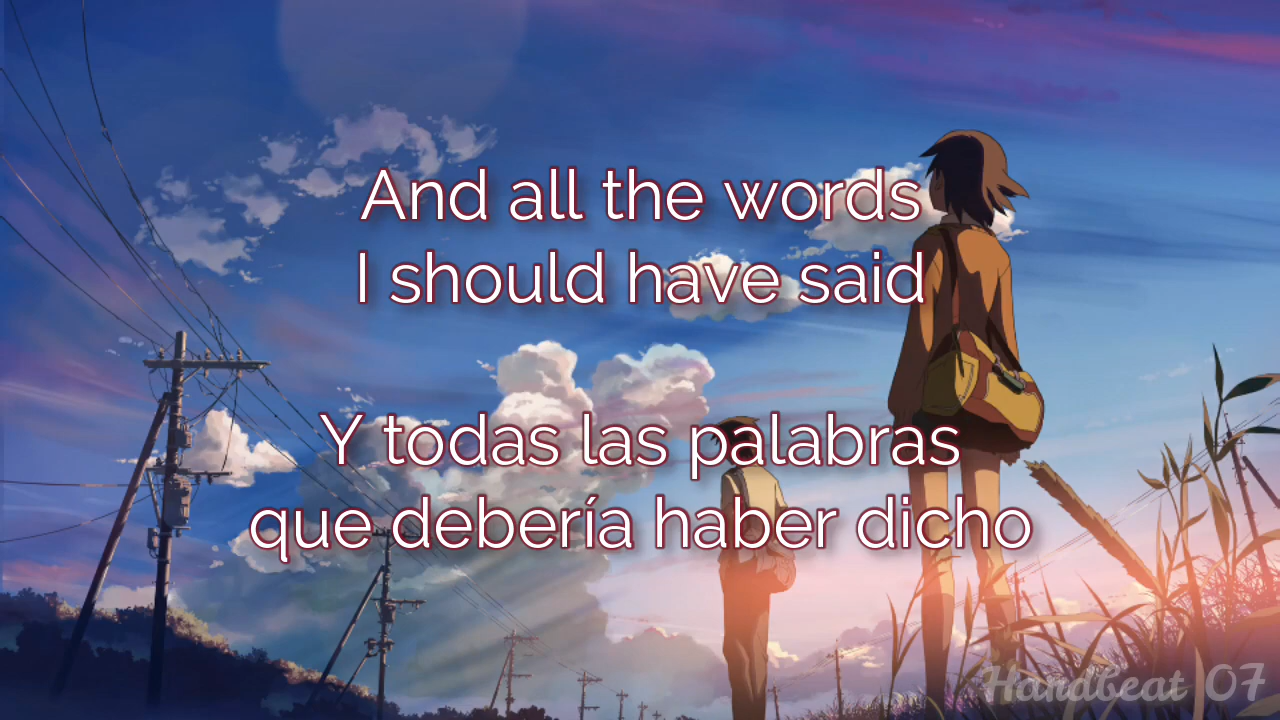 And all the words
I should have said
Y todas las palabras
que debería haber dicho
Handbeat 07